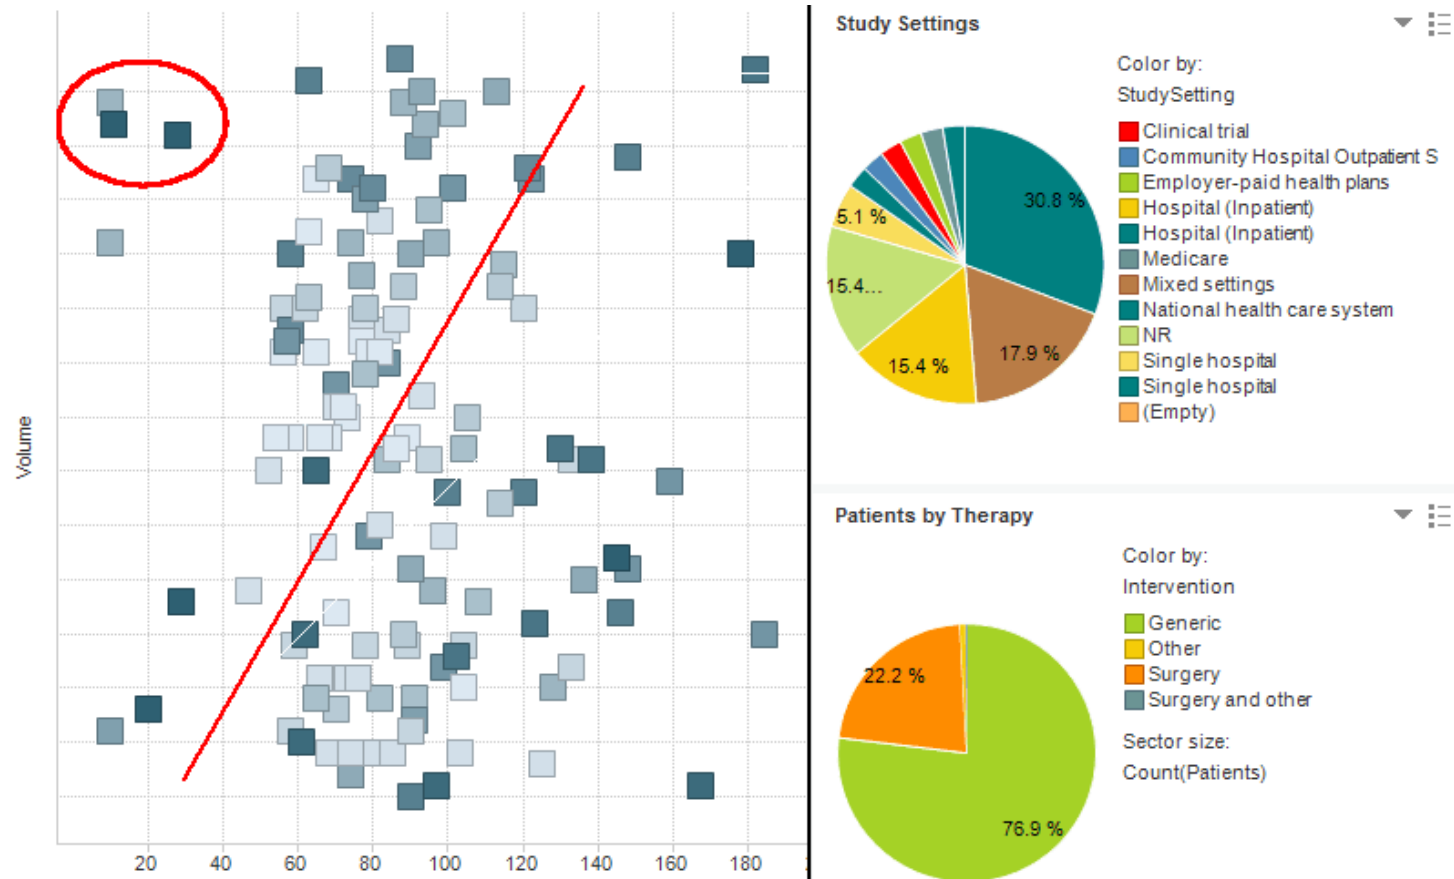 Volume
20 40 60 80 100 120 140 160 180
Study Settings
Color by:
StudySetting
Clinical trial
Community Hospital Outpatient S
Employer-paid health plans
Hospital (Inpatient)
Hospital (Inpatient)
Medicare
Mixed settings
National health care system
NR
Single hospital
Single hospital
(Empty)
30.8 %
5.1 %
15.4...
15.4 %
17.9 %
Patients by Therapy
Color by:
Intervention
Generic
Other
Surgery
Surgery and other
Sector size:
Count(Patients)
22.2 %
76.9 %